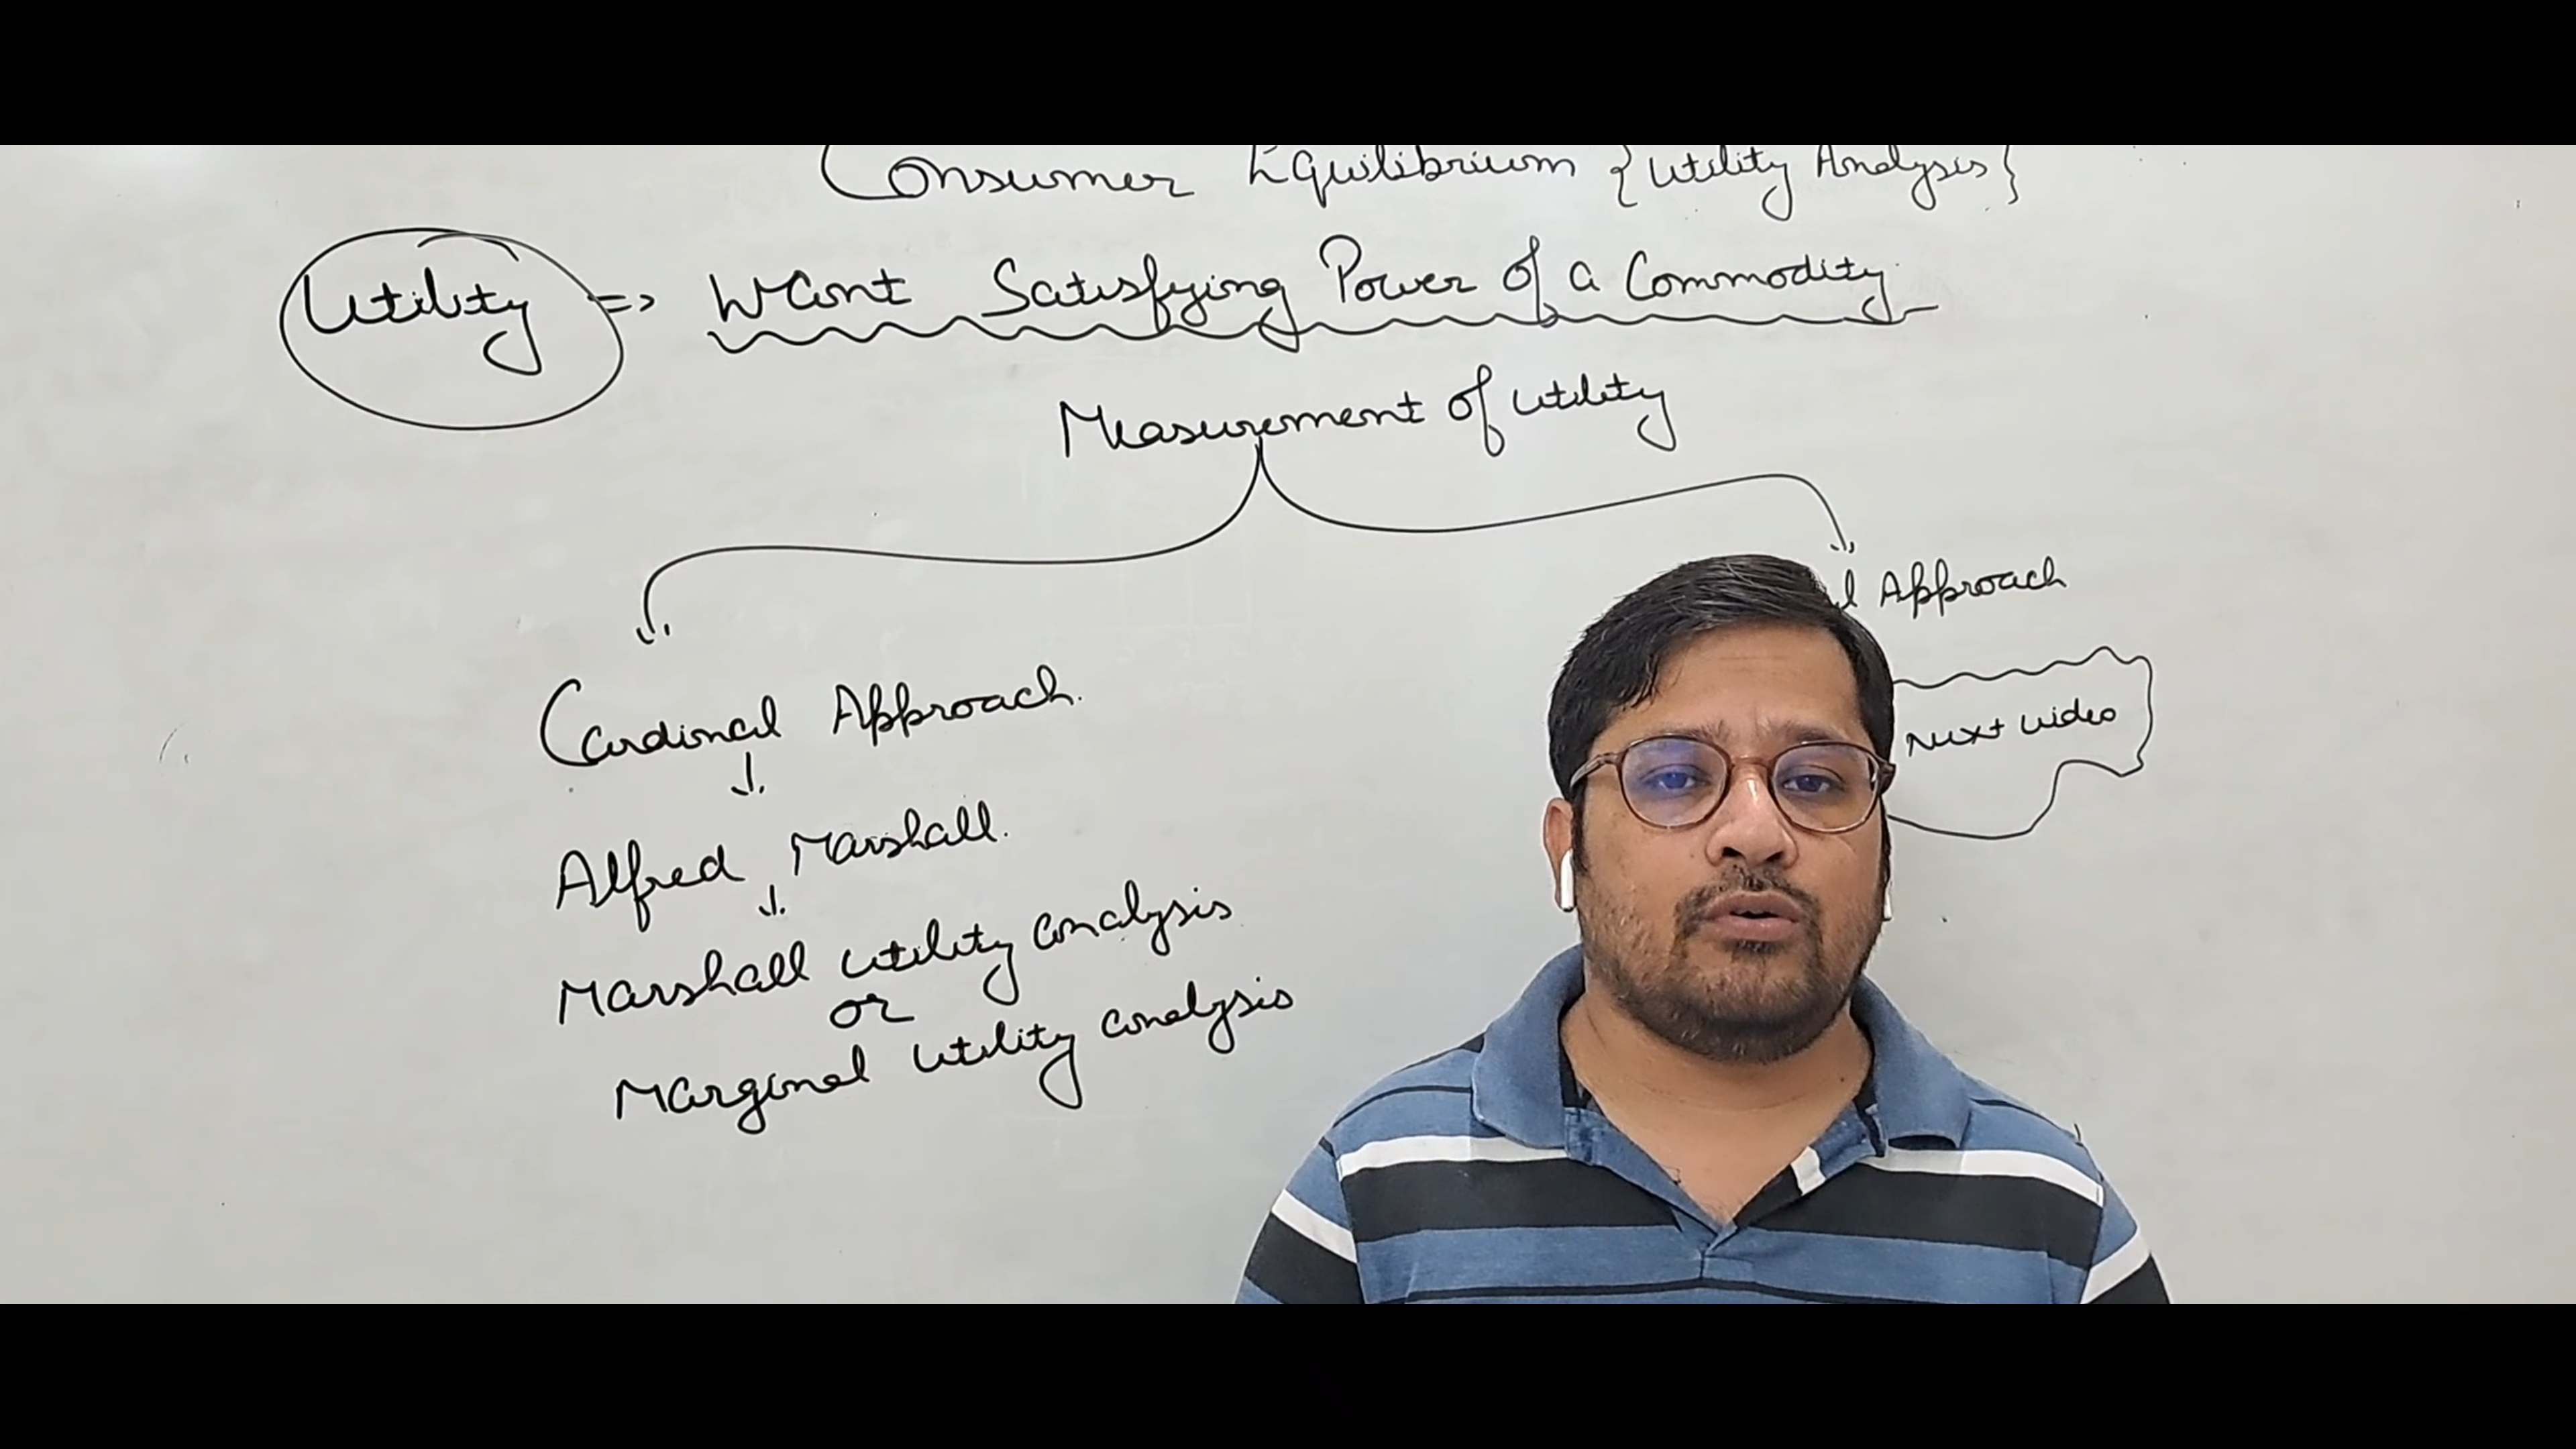 Consumer Equilibrium {Utility Analysis}
Utility => Want Satisfying Power of a Commodity
Measurement of utility
Approach
Next video
Cardinal Approach
Alfred Marshall
Marshall utility analysis
or
Marginal utility analysis